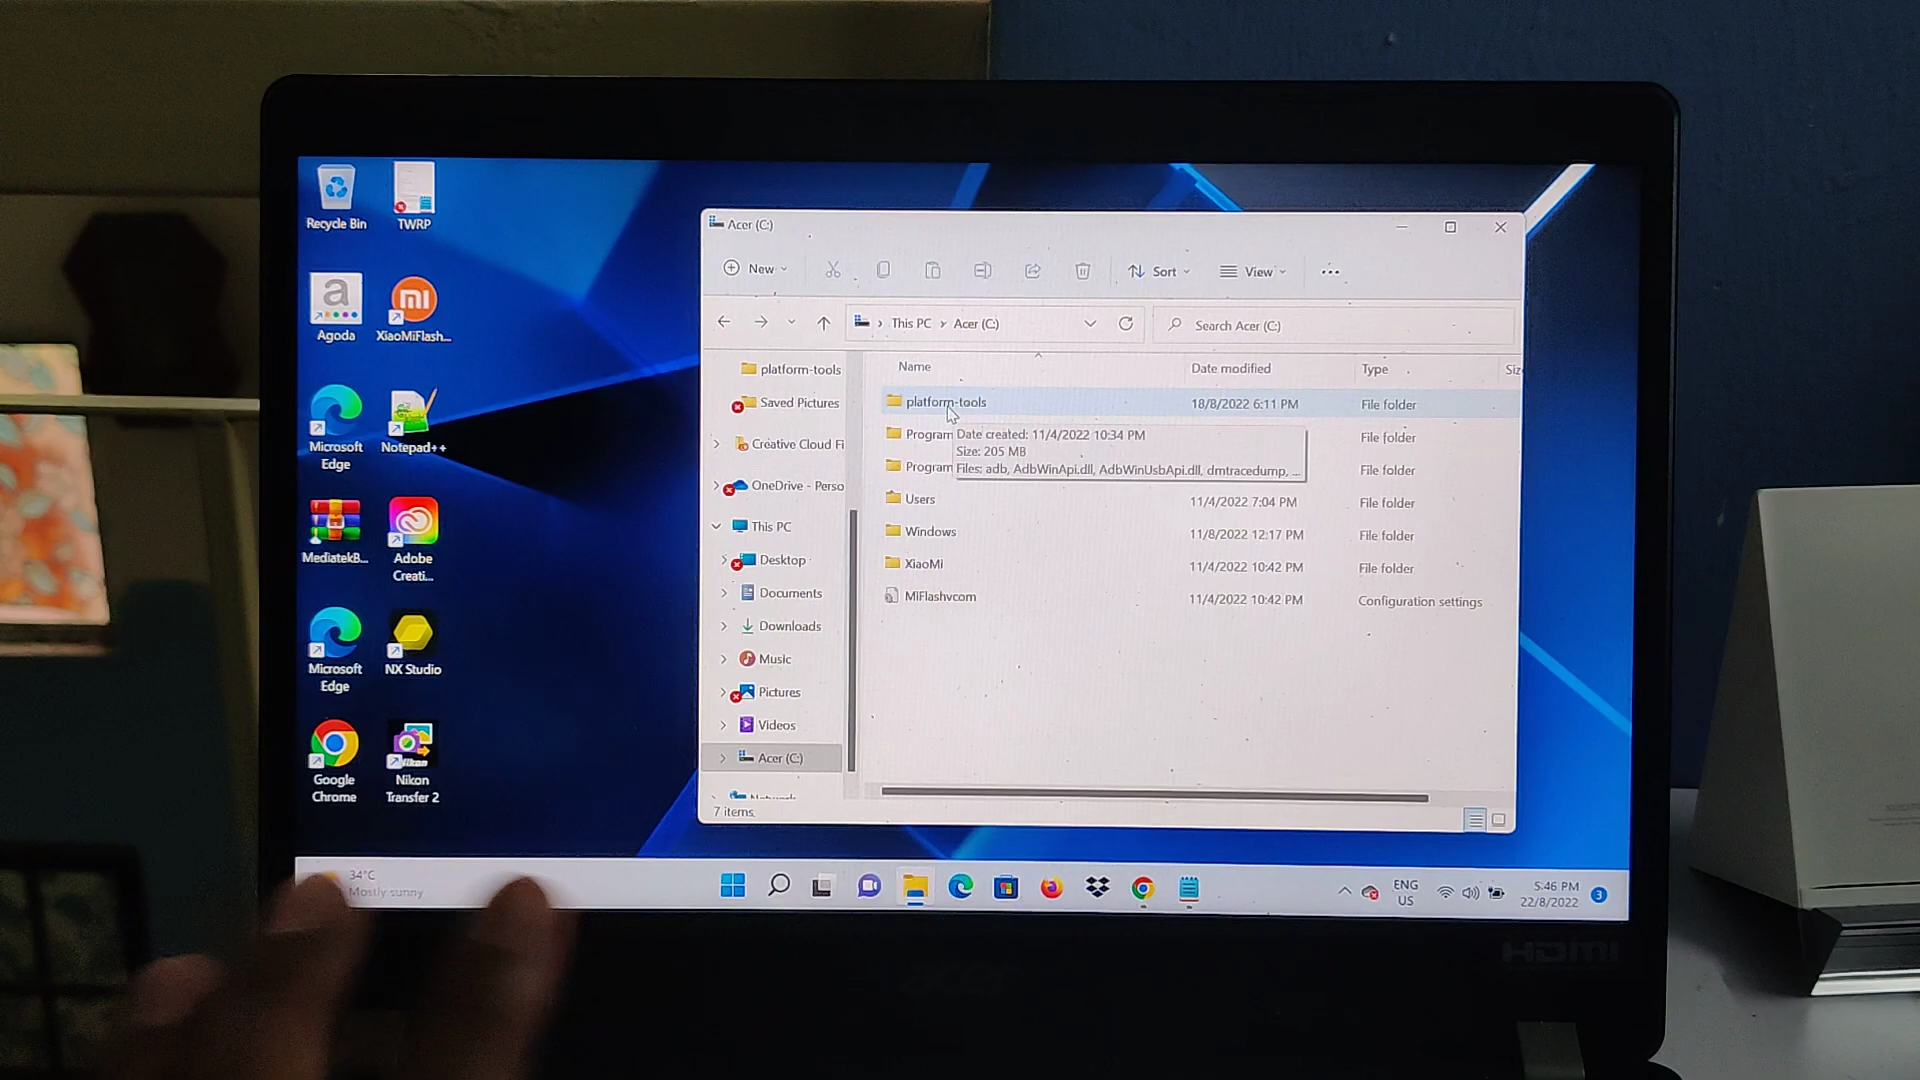 Recycle Bin
TWRP
Agoda
XiaoMiFlash...
Microsoft
Edge
Notepad++
MediatekB...
Adobe
Creati...
Microsoft
Edge
NX Studio
Google
Chrome
Nikon
Transfer 2
Acer (C:)
New
Sort
View
This PC
Acer (C:)
Search Acer (C:)
platform-tools
Saved Pictures
Creative Cloud Fi
OneDrive - Perso
This PC
Desktop
Documents
Downloads
Music
Pictures
Videos
Acer (C:)
Name Date modified Type Siz
platform-tools 18/8/2022 6:11 PM File folder
Program File folder
Program File folder
Date created: 11/4/2022 10:34 PM
Size: 205 MB
Files: adb, AdbWinApi.dll, AdbWinUsbApi.dll, dmtracedump, ...
Users 11/4/2022 7:04 PM File folder
Windows 11/8/2022 12:17 PM File folder
XiaoMi 11/4/2022 10:42 PM File folder
MiFlashvcom 11/4/2022 10:42 PM Configuration settings
7 items
34°C
Mostly sunny
ENG
US
5:46 PM
22/8/2022
3
acer
HDMI